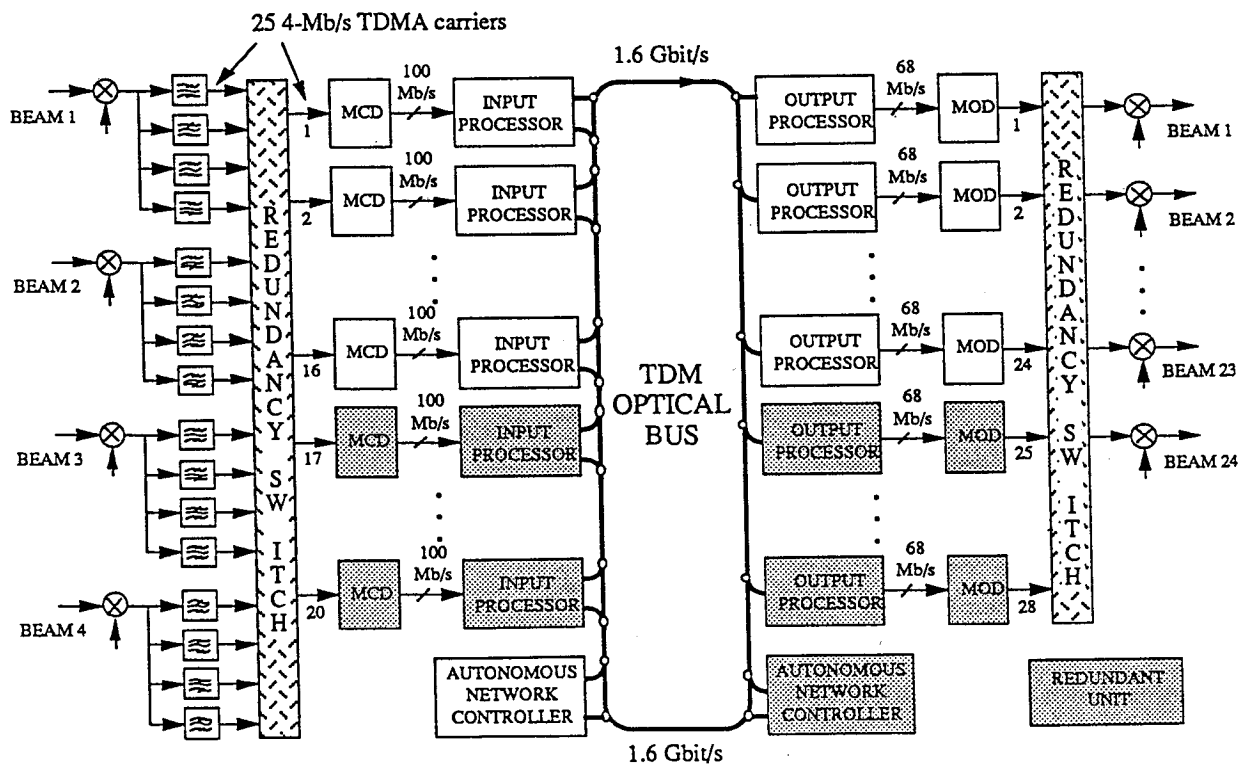 25 4-Mb/s TDMA carriers
1.6 Gbit/s
BEAM 1
BEAM 2
BEAM 3
BEAM 4
REDUNDANCY SW ITCH
1
MCD
100
Mb/s
INPUT
PROCESSOR
2
MCD
100
Mb/s
INPUT
PROCESSOR
16
MCD
100
Mb/s
INPUT
PROCESSOR
17
MCD
100
Mb/s
INPUT
PROCESSOR
20
MCD
100
Mb/s
INPUT
PROCESSOR
AUTONOMOUS
NETWORK
CONTROLLER
TDM
OPTICAL
BUS
1.6 Gbit/s
OUTPUT
PROCESSOR
68
Mb/s
MOD
1
OUTPUT
PROCESSOR
68
Mb/s
MOD
2
OUTPUT
PROCESSOR
68
Mb/s
MOD
24
OUTPUT
PROCESSOR
68
Mb/s
MOD
25
OUTPUT
PROCESSOR
68
Mb/s
MOD
28
AUTONOMOUS
NETWORK
CONTROLLER
REDUNDANCY SW ITCH
BEAM 1
BEAM 2
BEAM 23
BEAM 24
REDUNDANT
UNIT